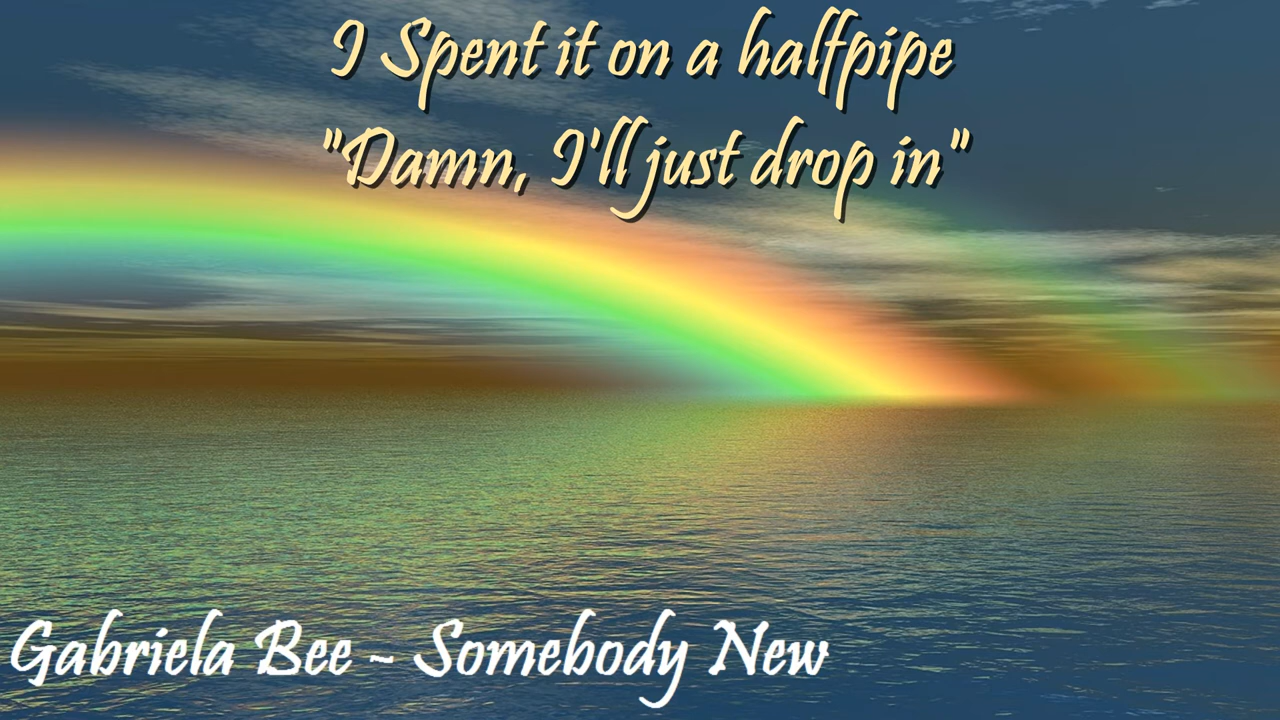 I Spent it on a halfpipe
"Damn, I'll just drop in"
Gabriela Bee ~ Somebody New